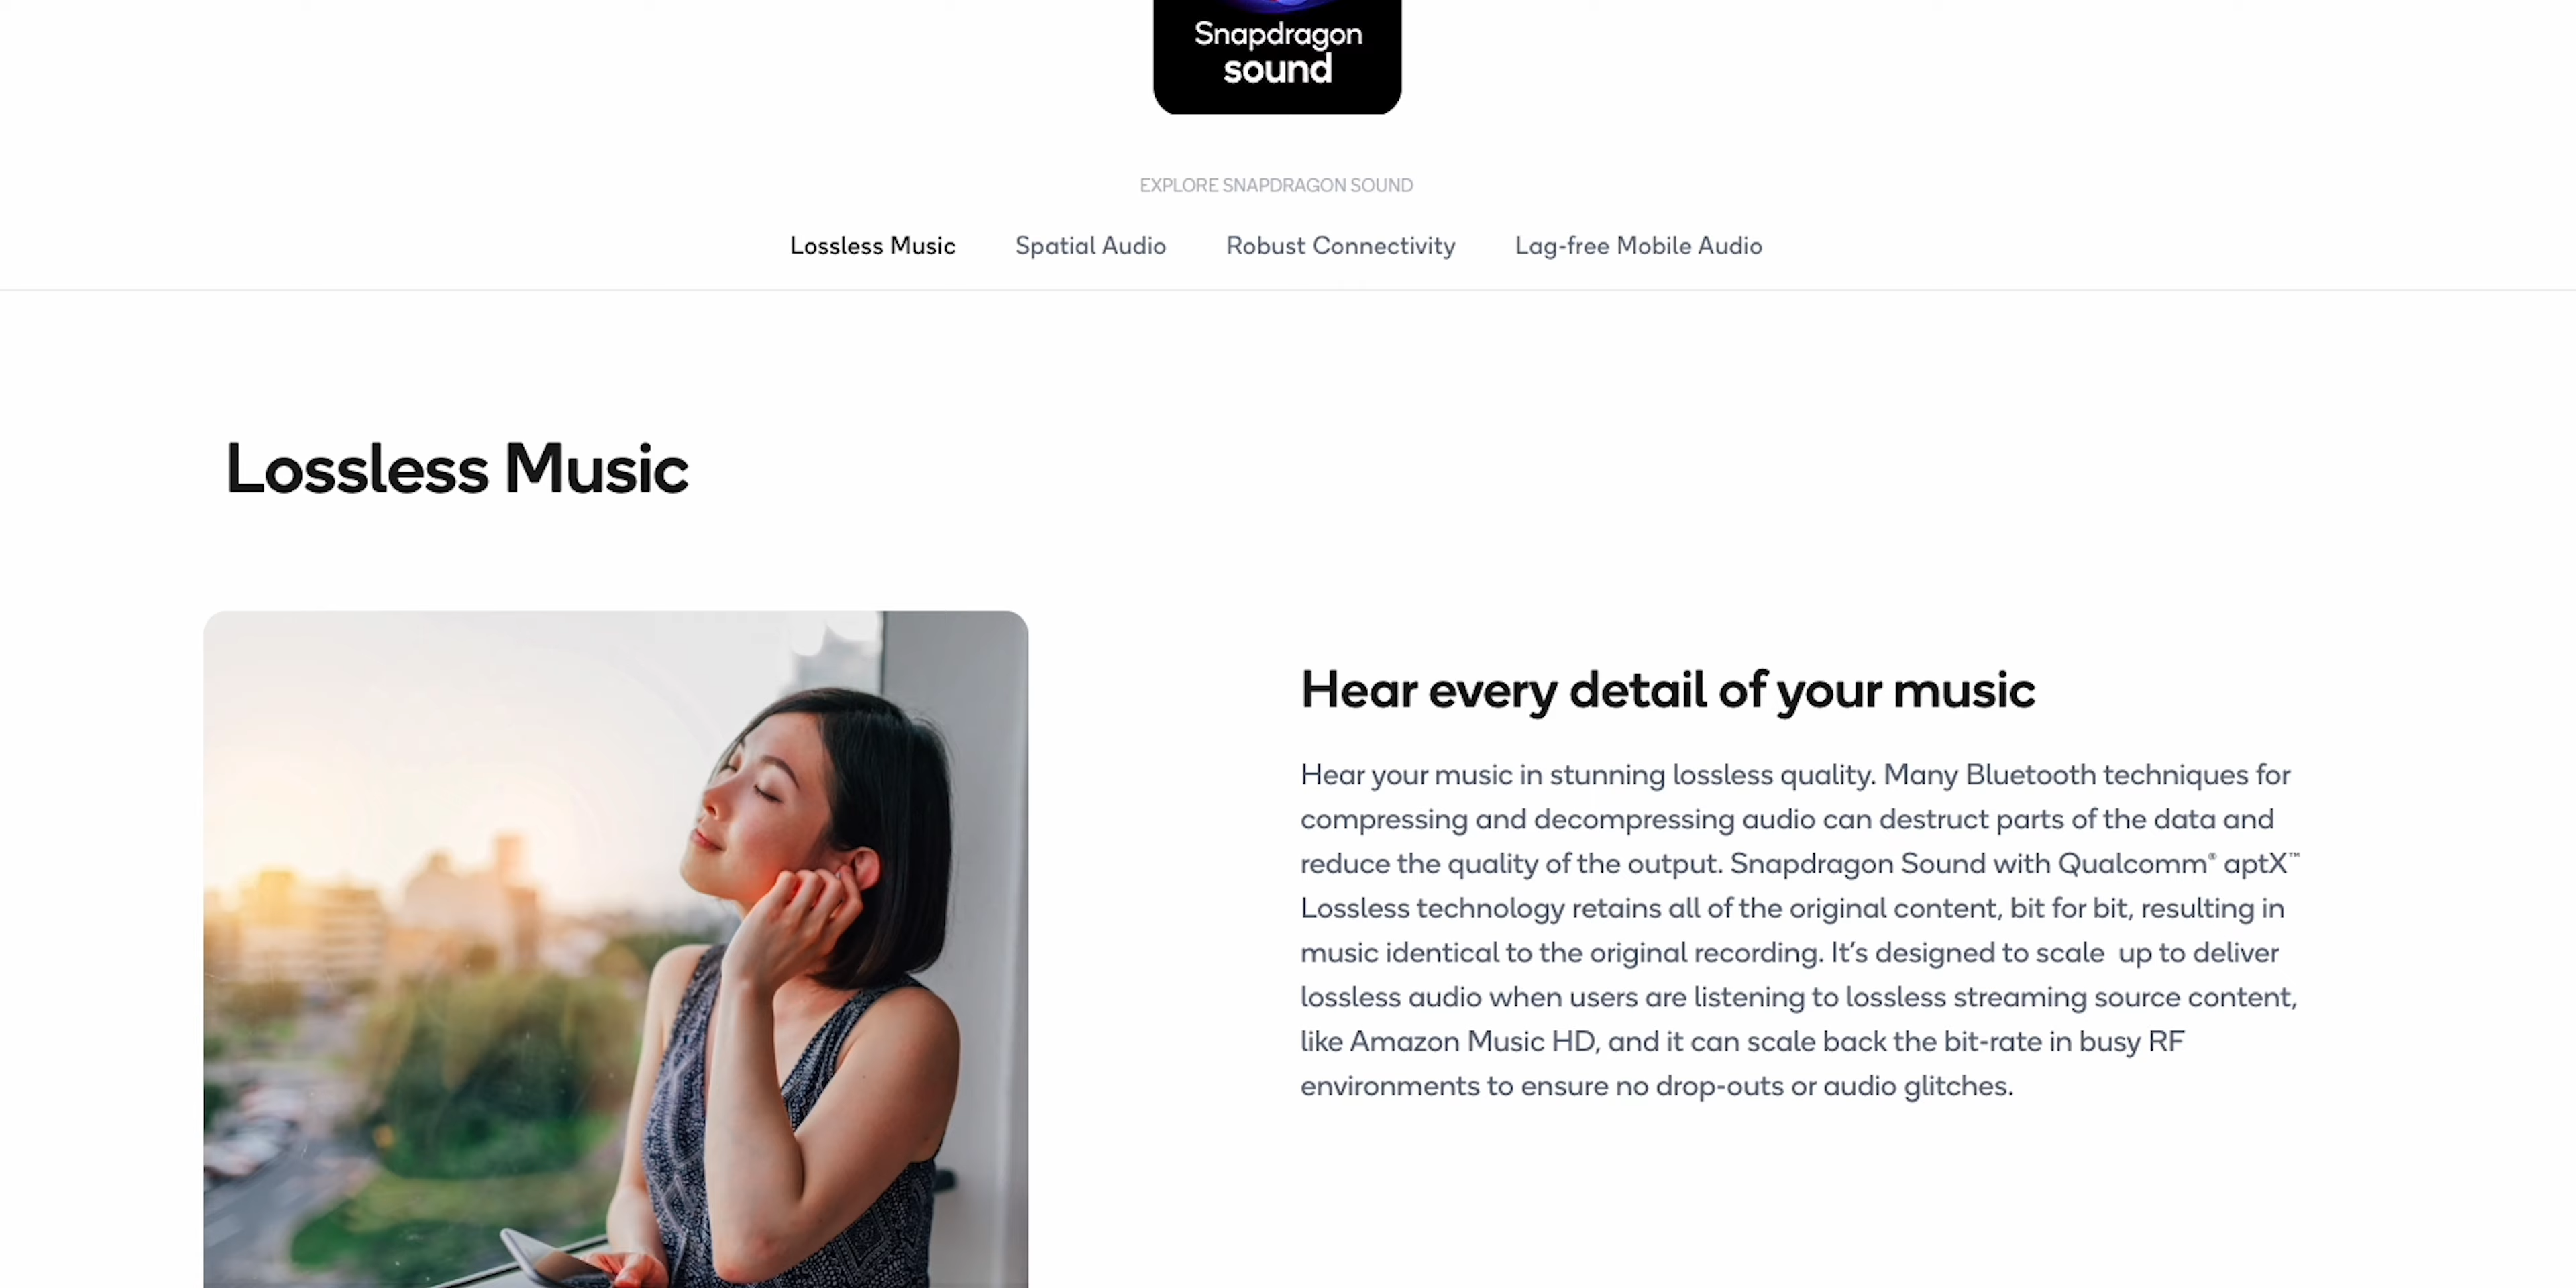 Snapdragon
sound
EXPLORE SNAPDRAGON SOUND
Lossless Music
Spatial Audio
Robust Connectivity
Lag-free Mobile Audio
Lossless Music
Hear every detail of your music
Hear your music in stunning lossless quality. Many Bluetooth techniques for
compressing and decompressing audio can destruct parts of the data and
reduce the quality of the output. Snapdragon Sound with Qualcomm® aptX™
Lossless technology retains all of the original content, bit for bit, resulting in
music identical to the original recording. It’s designed to scale  up to deliver
lossless audio when users are listening to lossless streaming source content,
like Amazon Music HD, and it can scale back the bit-rate in busy RF
environments to ensure no drop-outs or audio glitches.